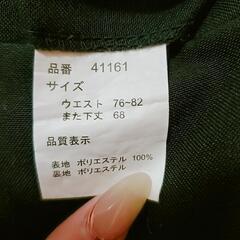 品番 41161
サイズ
ウエスト 76~82
また下丈 68
品質表示
表地 ポリエステル 100%
裏地 ポリエステル